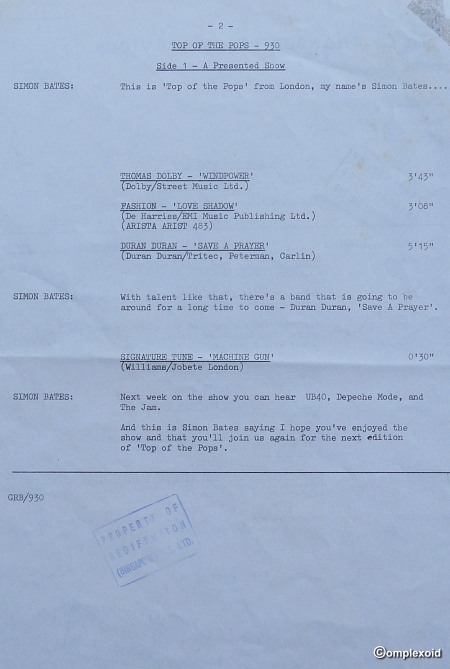 - 2 -
TOP OF THE POPS - 930
Side 1 - A Presented Show
SIMON BATES: This is 'Top of the Pops' from London, my name's Simon Bates....
THOMAS DOLBY - 'WINDPOWER' 3'43"
(Dolby/Street Music Ltd.)
FASHION - 'LOVE SHADOW' 3'08"
(De Harriss/EMI Music Publishing Ltd.)
(ARISTA ARIST 483)
DURAN DURAN - 'SAVE A PRAYER' 5'15"
(Duran Duran/Tritec, Peterman, Carlin)
SIMON BATES: With talent like that, there's a band that is going to be
around for a long time to come - Duran Duran, 'Save A Prayer'.
SIGNATURE TUNE - 'MACHINE GUN' 0'30"
(Williams/Jobete London)
SIMON BATES: Next week on the show you can hear UB40, Depeche Mode, and
The Jam.
And this is Simon Bates saying I hope you've enjoyed the
show and that you'll join us again for the next edition
of 'Top of the Pops'.
GRB/930
PROPERTY OF
REDIFFUSION
LTD.
©omplexoid